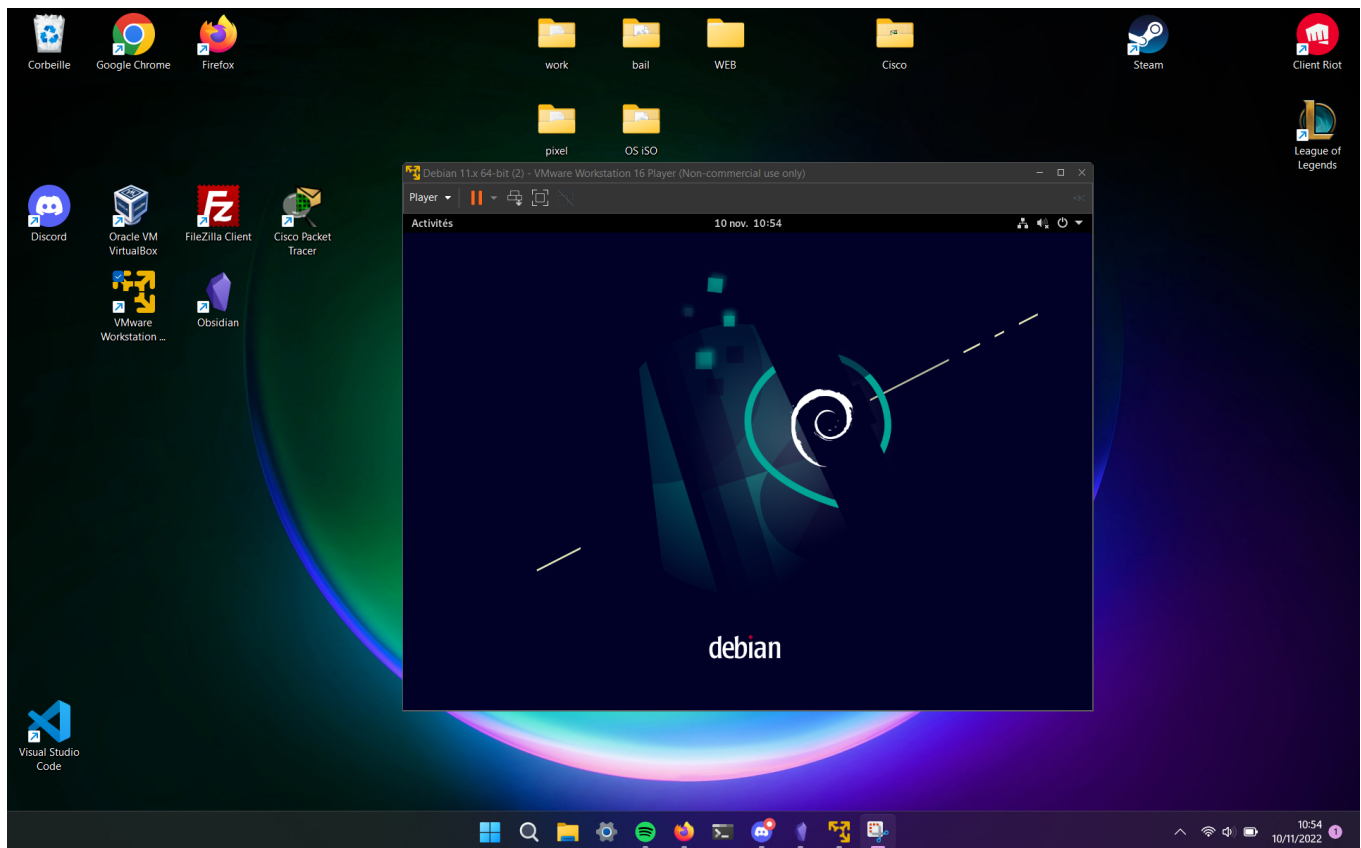 Corbeille
Google Chrome
Firefox
work
bail
WEB
Cisco
Steam
Client Riot
pixel
OS iSO
League of
Legends
Debian 11.x 64-bit (2) - VMware Workstation 16 Player (Non-commercial use only)
Player
Activités
10 nov. 10:54
debian
Discord
Oracle VM
VirtualBox
FileZilla Client
Cisco Packet
Tracer
VMware
Workstation ...
Obsidian
Visual Studio
Code
10:54
10/11/2022
1